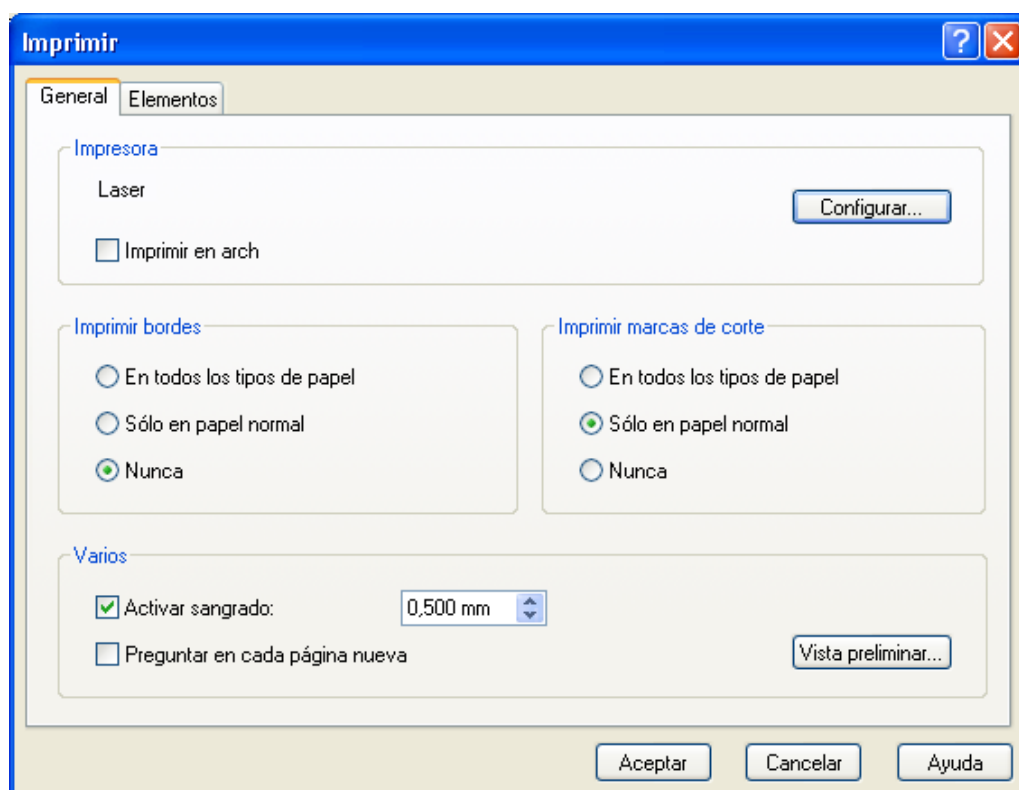 Imprimir
General Elementos
Impresora
Laser
Configurar...
Imprimir en arch
Imprimir bordes
En todos los tipos de papel
Sólo en papel normal
Nunca
Imprimir marcas de corte
En todos los tipos de papel
Sólo en papel normal
Nunca
Varios
Activar sangrado: 0,500 mm
Preguntar en cada página nueva
Vista preliminar...
Aceptar Cancelar Ayuda